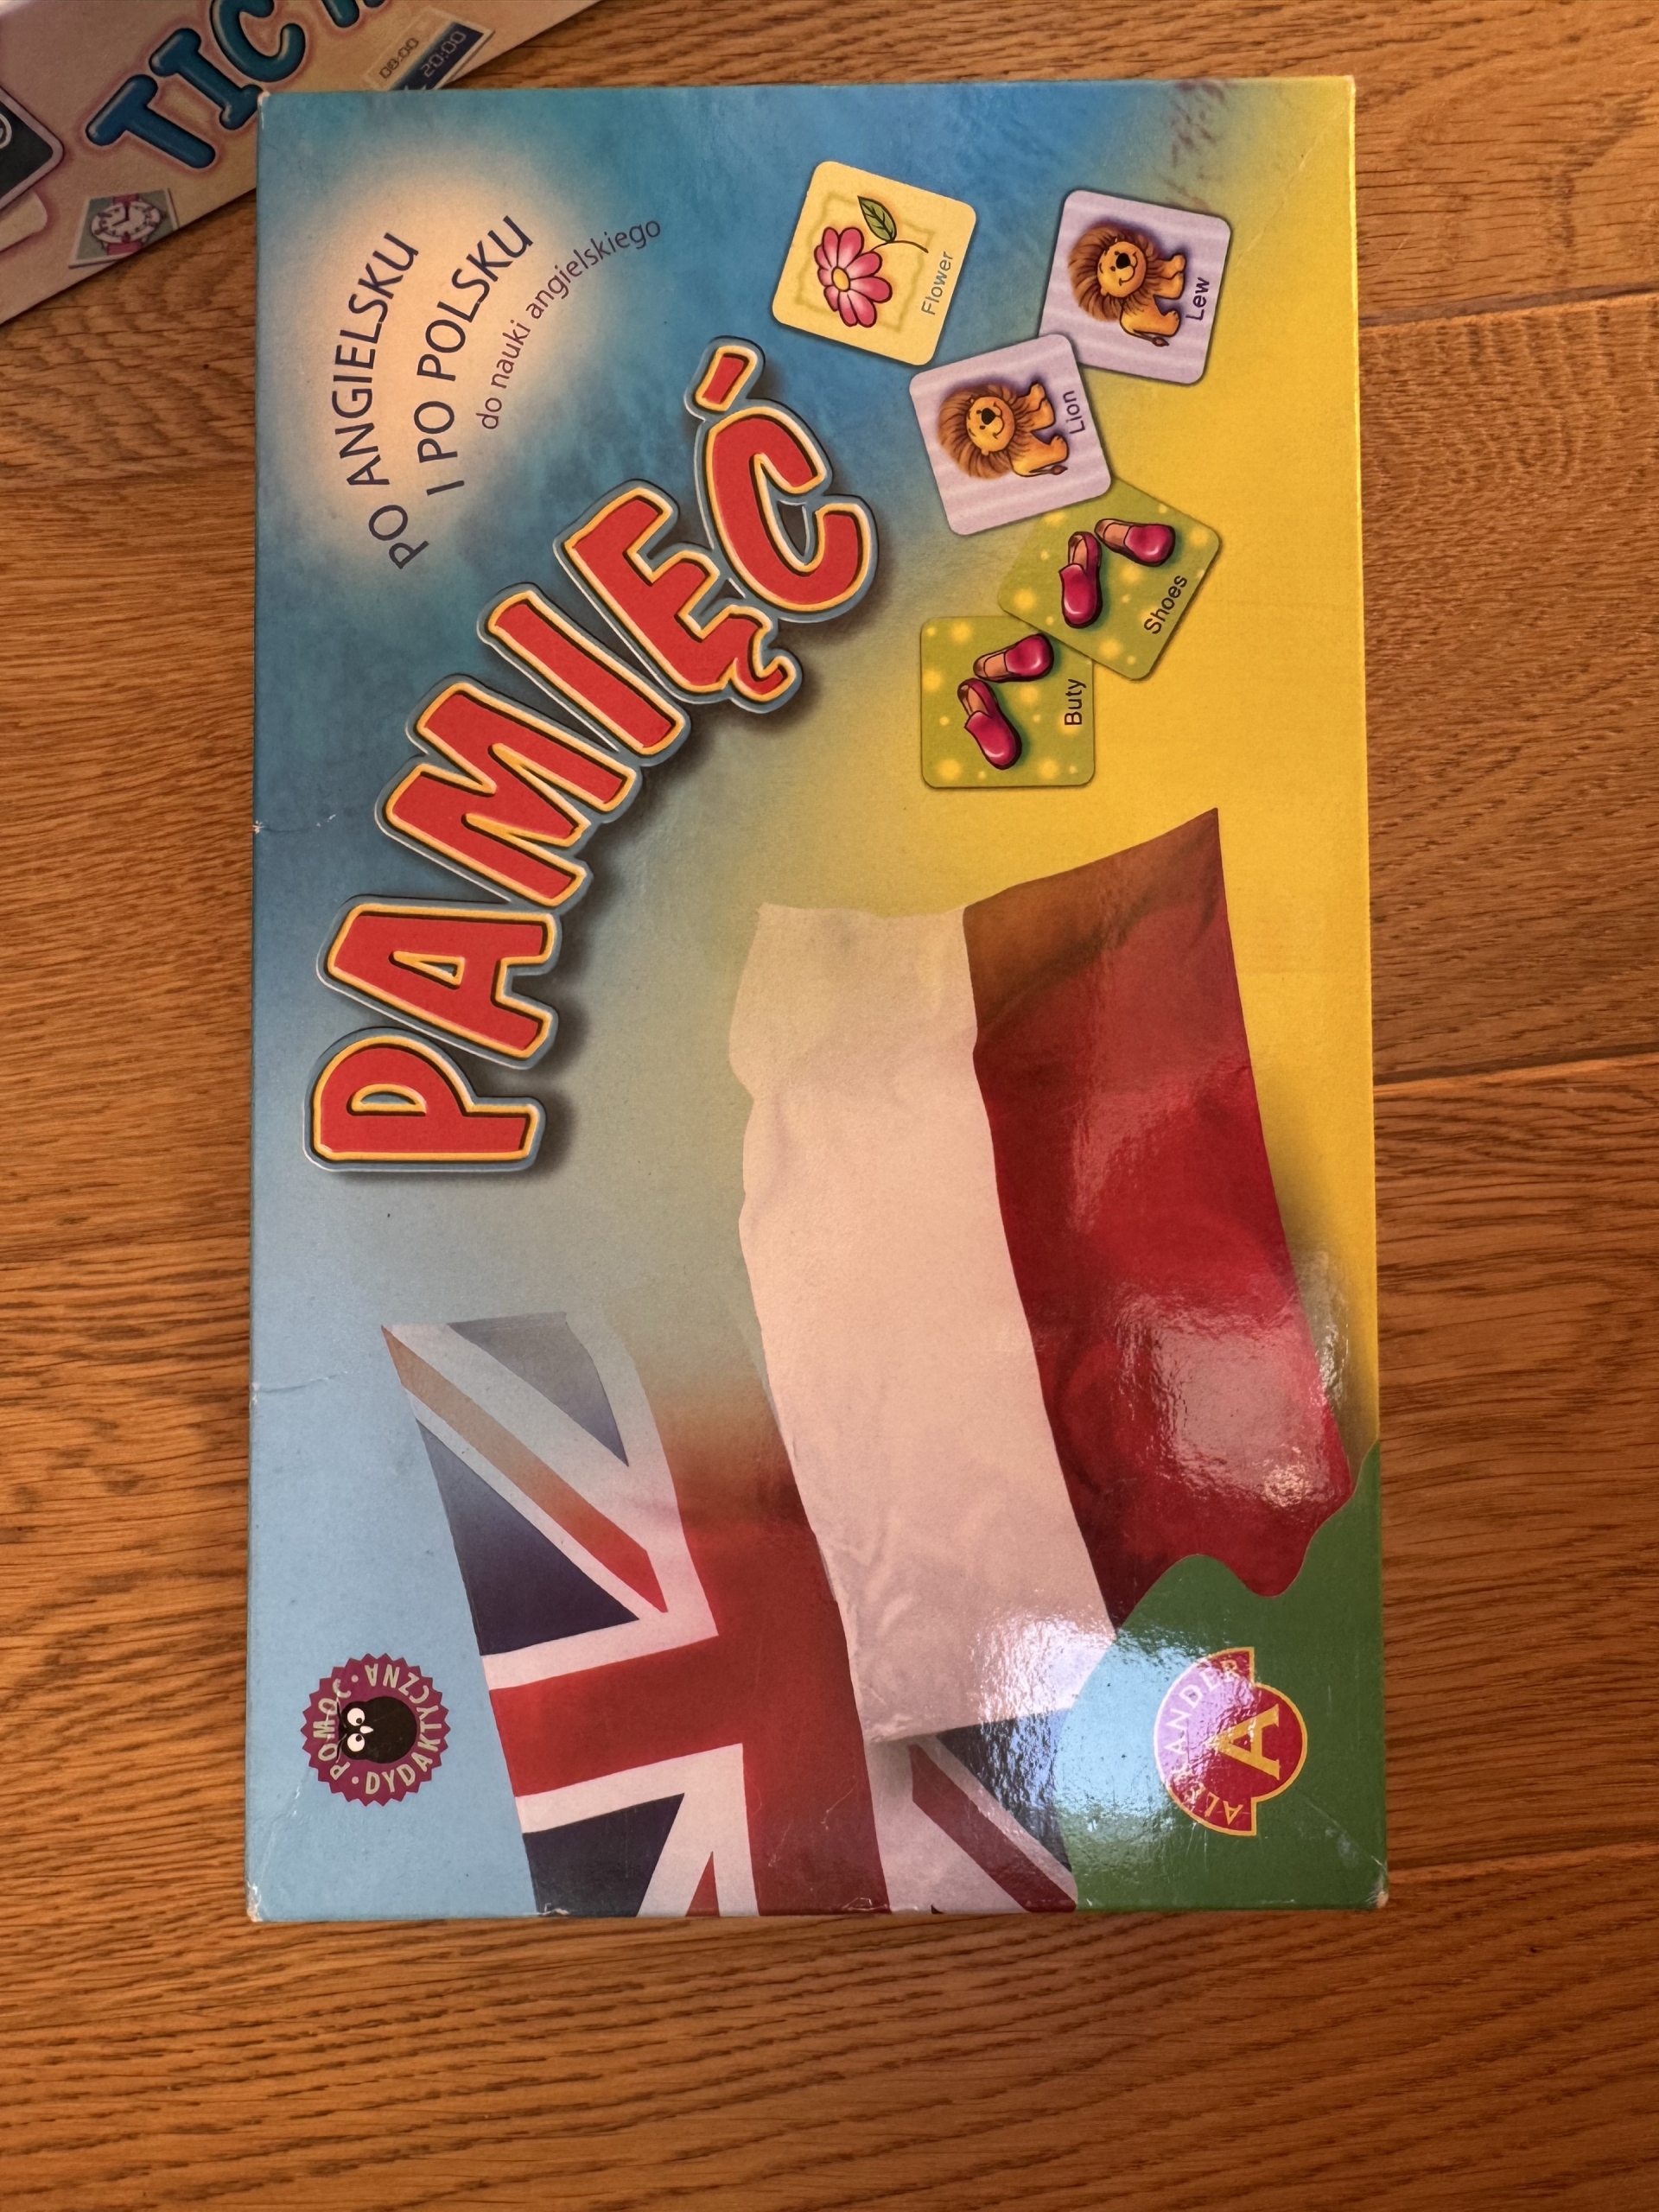 PO ANGIELSKU
I PO POLSKU
do nauki angielskiego
PAMIĘĆ
Flower
Lew
Lion
Shoes
Buty
POMOC • DYDAKTYCZNA •
ALEXANDER
A
TIC
08:00
20:00